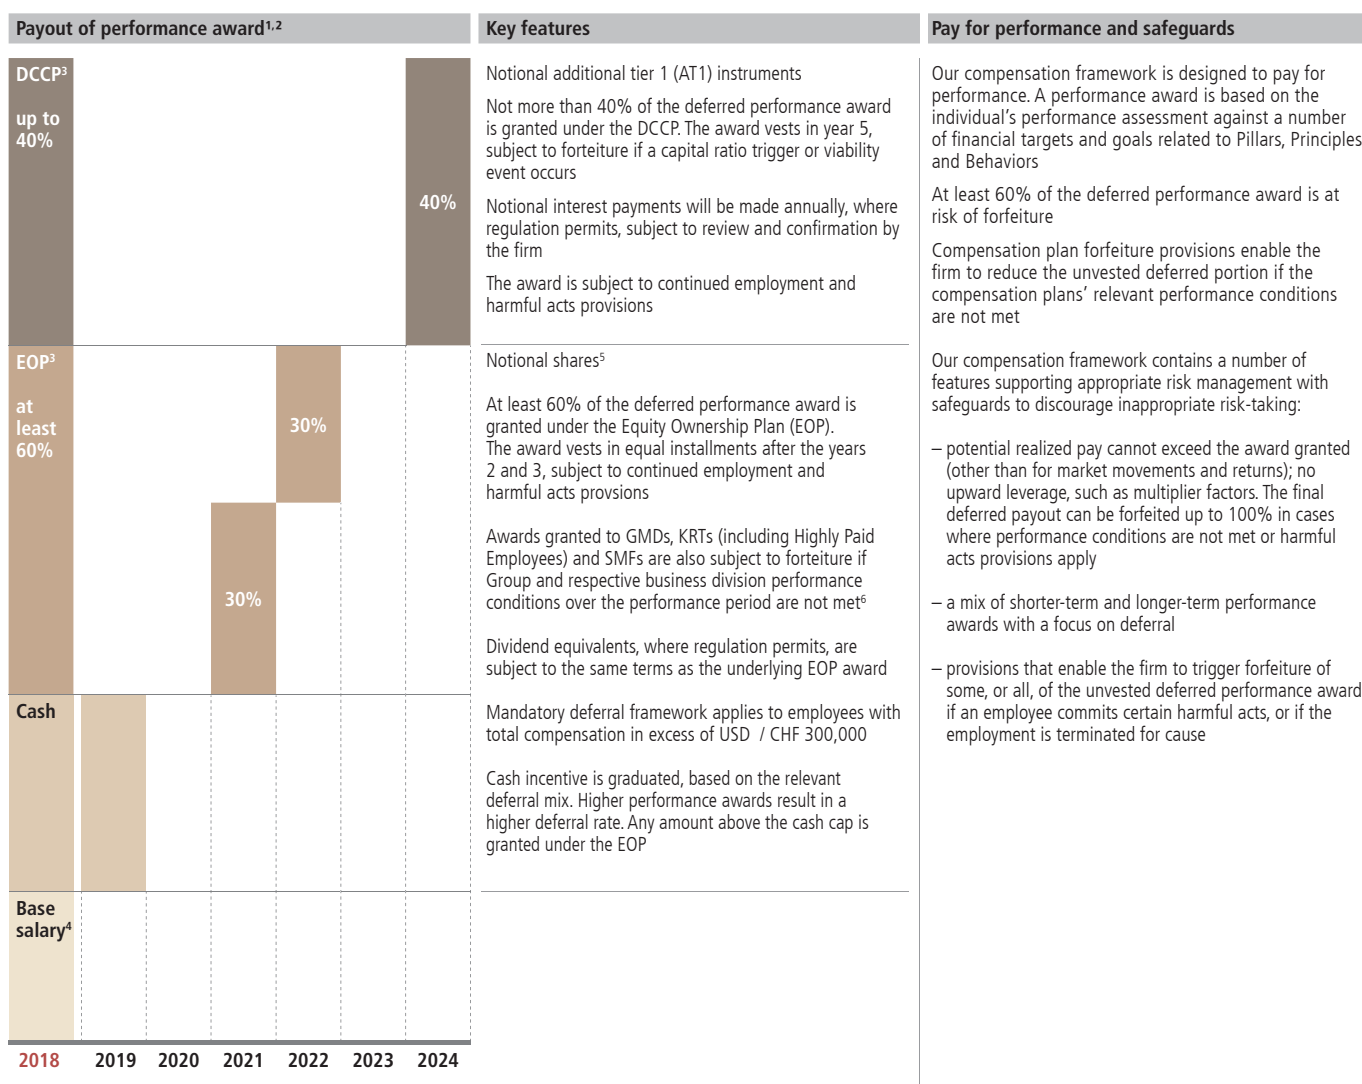 Payout of performance award¹,²
DCCP³
up to
40%
40%
EOP³
at
least
60%
30%
30%
Cash
Base
salary⁴
2018 2019 2020 2021 2022 2023 2024
Key features
Notional additional tier 1 (AT1) instruments
Not more than 40% of the deferred performance award
is granted under the DCCP. The award vests in year 5,
subject to forteiture if a capital ratio trigger or viability
event occurs
Notional interest payments will be made annually, where
regulation permits, subject to review and confirmation by
the firm
The award is subject to continued employment and
harmful acts provisions
Notional shares⁵
At least 60% of the deferred performance award is
granted under the Equity Ownership Plan (EOP).
The award vests in equal installments after the years
2 and 3, subject to continued employment and
harmful acts provsions
Awards granted to GMDs, KRTs (including Highly Paid
Employees) and SMFs are also subject to forteiture if
Group and respective business division performance
conditions over the performance period are not met⁶
Dividend equivalents, where regulation permits, are
subject to the same terms as the underlying EOP award
Mandatory deferral framework applies to employees with
total compensation in excess of USD / CHF 300,000
Cash incentive is graduated, based on the relevant
deferral mix. Higher performance awards result in a
higher deferral rate. Any amount above the cash cap is
granted under the EOP
Pay for performance and safeguards
Our compensation framework is designed to pay for
performance. A performance award is based on the
individual's performance assessment against a number
of financial targets and goals related to Pillars, Principles
and Behaviors
At least 60% of the deferred performance award is at
risk of forfeiture
Compensation plan forfeiture provisions enable the
firm to reduce the unvested deferred portion if the
compensation plans' relevant performance conditions
are not met
Our compensation framework contains a number of
features supporting appropriate risk management with
safeguards to discourage inappropriate risk-taking:
– potential realized pay cannot exceed the award granted
(other than for market movements and returns); no
upward leverage, such as multiplier factors. The final
deferred payout can be forfeited up to 100% in cases
where performance conditions are not met or harmful
acts provisions apply
– a mix of shorter-term and longer-term performance
awards with a focus on deferral
– provisions that enable the firm to trigger forfeiture of
some, or all, of the unvested deferred performance award
if an employee commits certain harmful acts, or if the
employment is terminated for cause